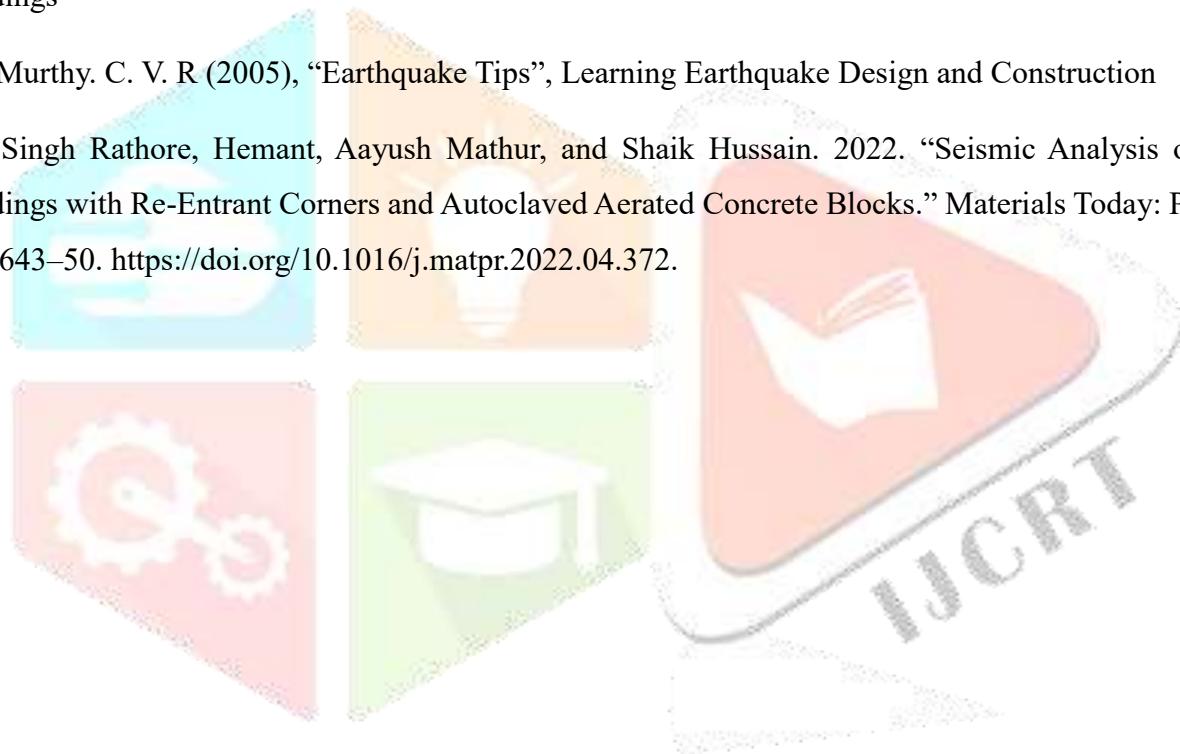 Murthy. C. V. R (2005), “Earthquake Tips”, Learning Earthquake Design and Construction
Singh Rathore, Hemant, Aayush Mathur, and Shaik Hussain. 2022. “Seismic Analysis
with Re-Entrant Corners and Autoclaved Aerated Concrete Blocks.” Materials Today:
643–50. https://doi.org/10.1016/j.matpr.2022.04.372.
IJCRT